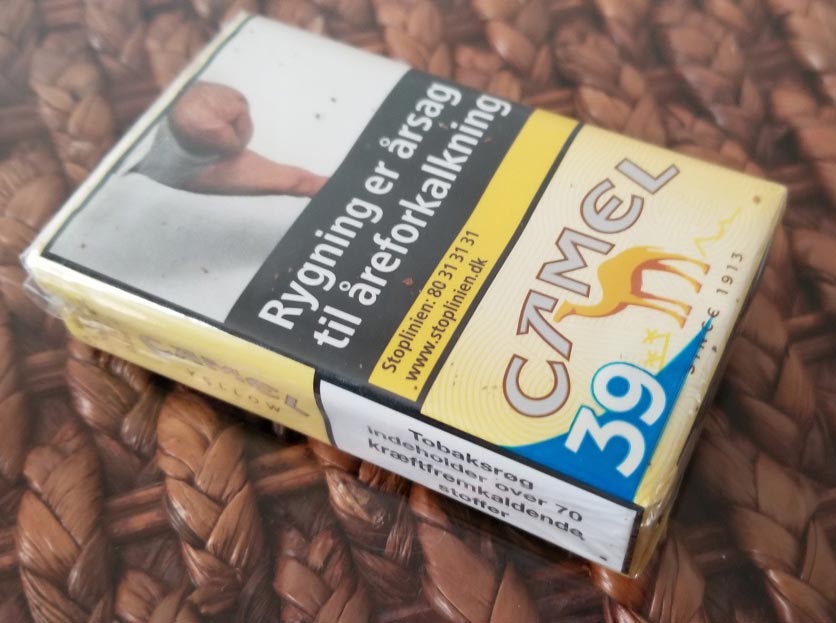 Rygning er årsag
til åreforkalkning
Stoplinien: 80 31 31 31
www.stoplinien.dk
CAMEL
SINCE 1913
39
CAMEL
YELLOW
Tobaksrøg
indeholder over 70
kræftfremkaldende
stoffer